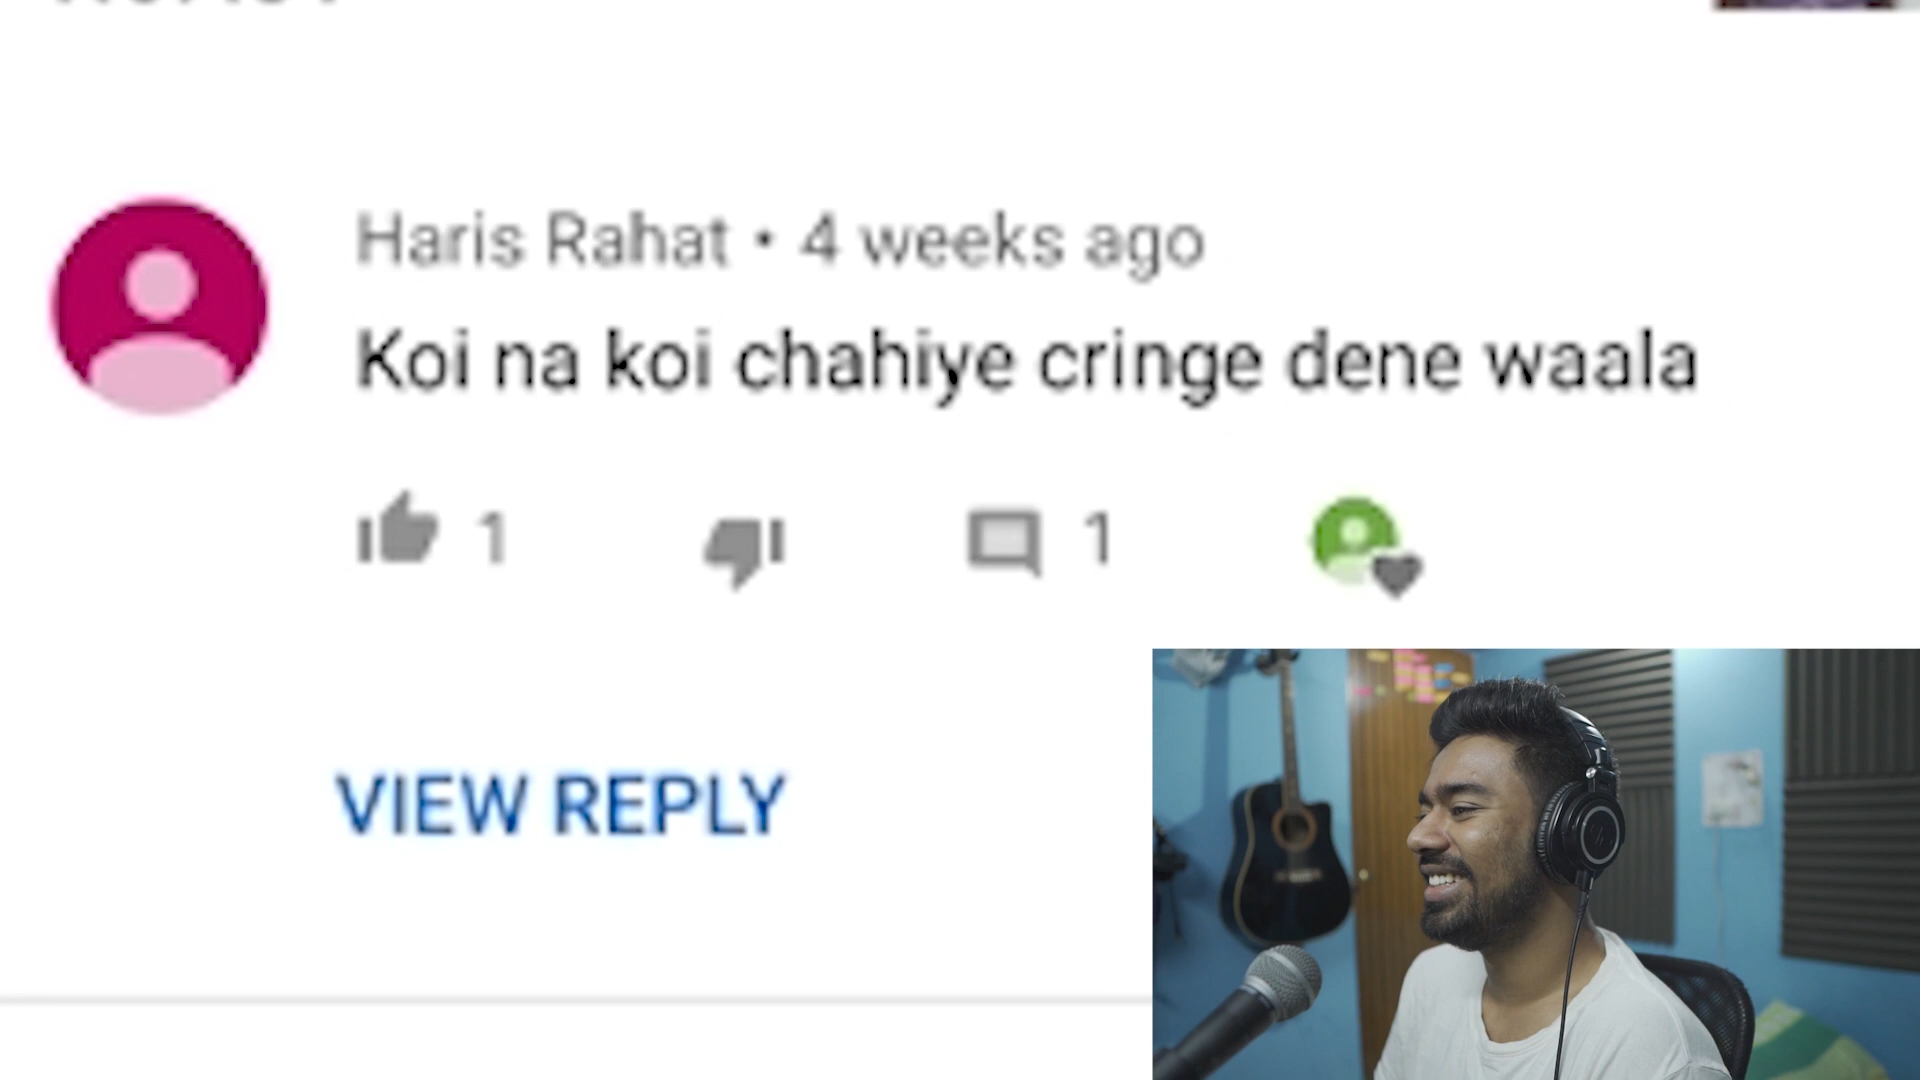 Haris Rahat • 4 weeks ago
Koi na koi chahiye cringe dene waala
1
1
VIEW REPLY